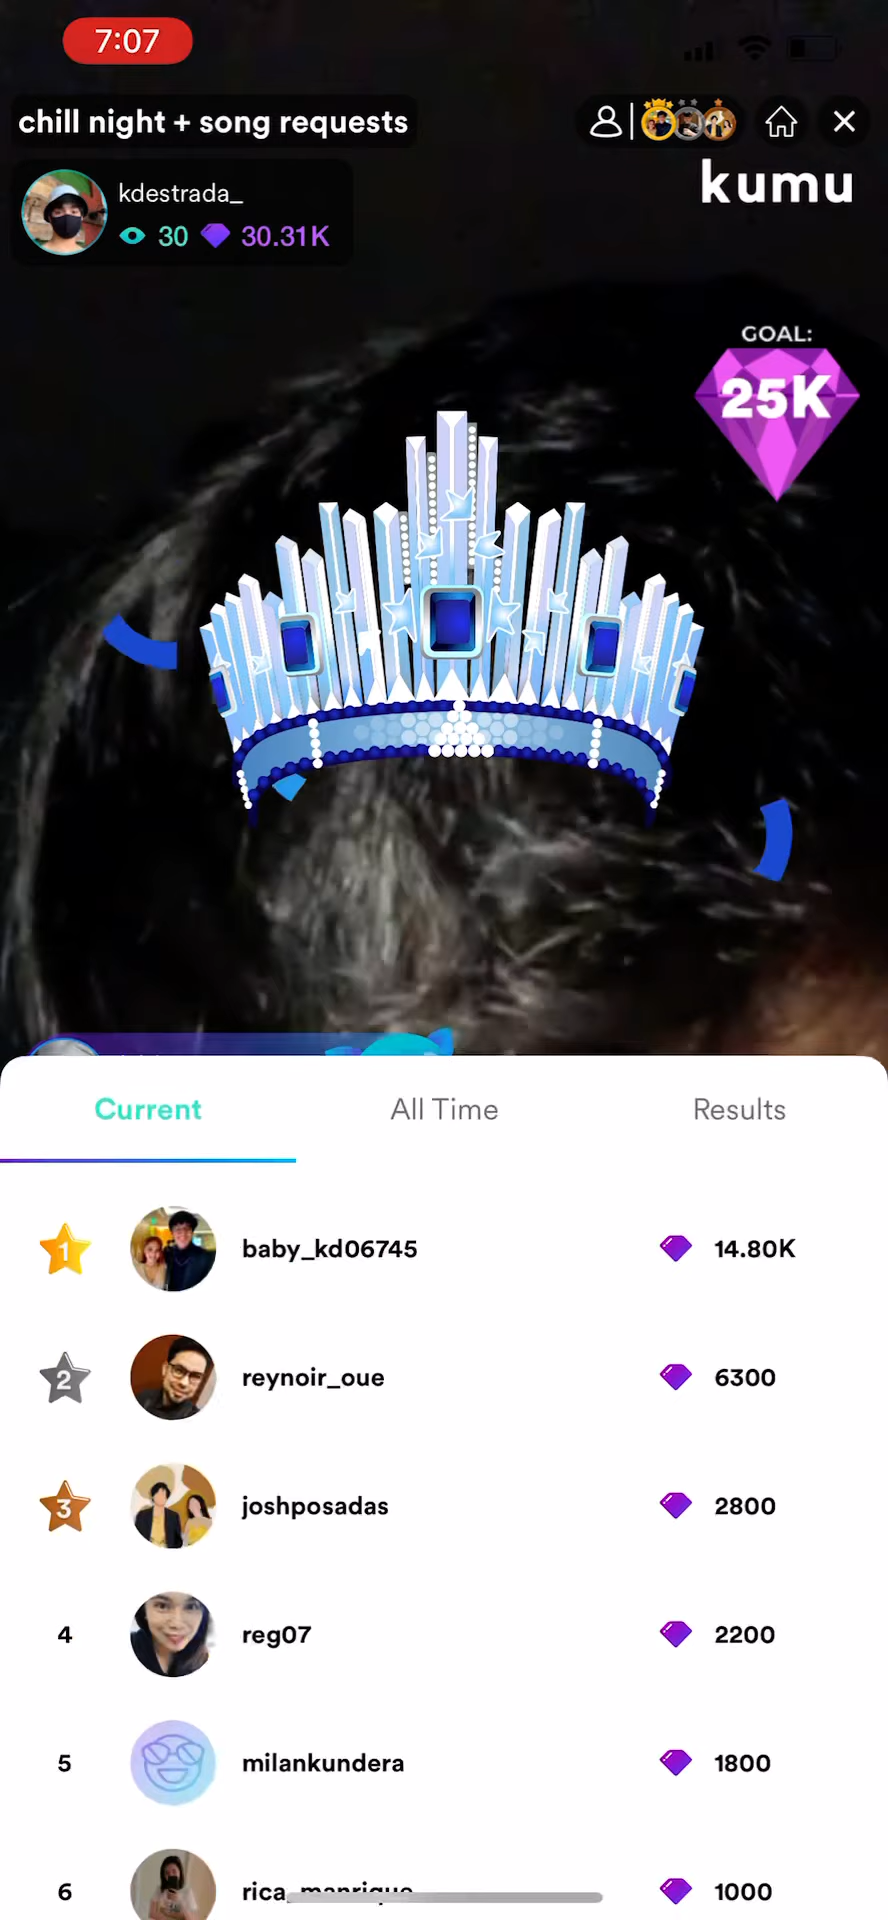 7:07
chill night + song requests
kdestrada_
30 30.31K
kumu
GOAL:
25K
Current All Time Results
1 baby_kd06745 14.80K
2 reynoir_oue 6300
3 joshposadas 2800
4 reg07 2200
5 milankundera 1800
6 rica_manrique 1000